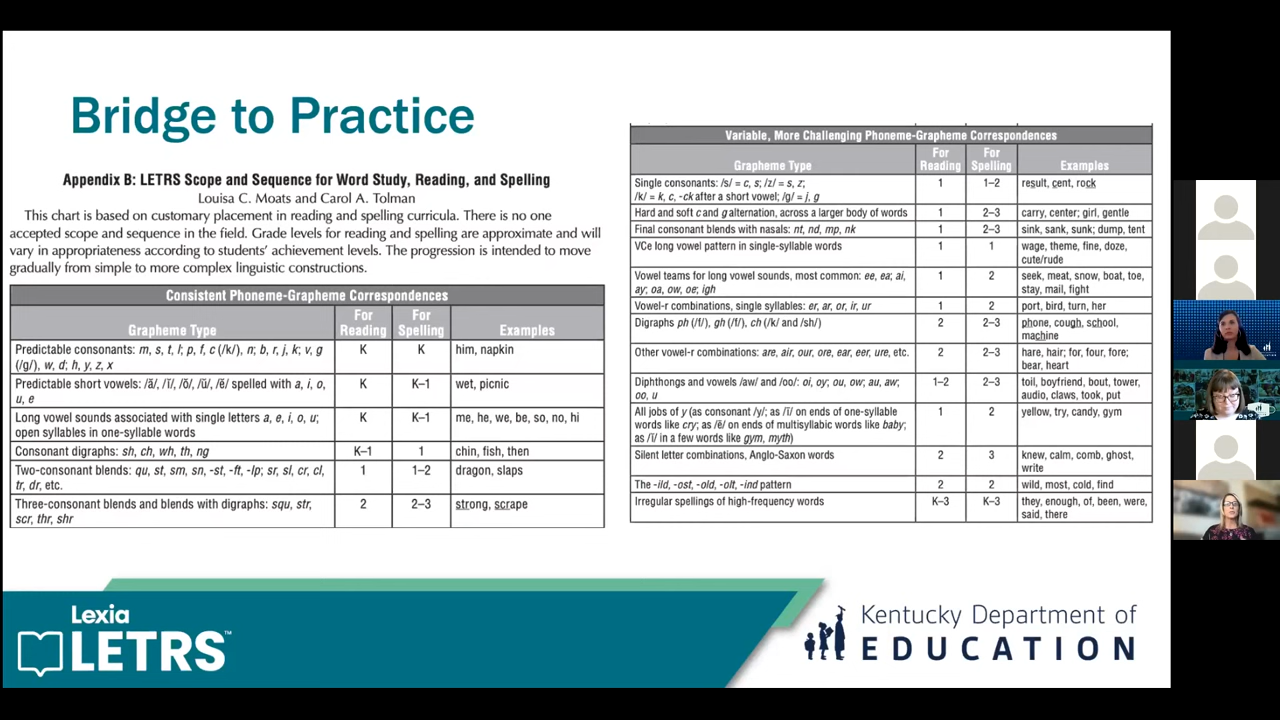 Bridge to Practice
Appendix B: LETRS Scope and Sequence for Word Study, Reading, and Spelling
Louisa C. Moats and Carol A. Tolman
This chart is based on customary placement in reading and spelling curricula. There is no one
accepted scope and sequence in the field. Grade levels for reading and spelling are approximate and will
vary in appropriateness according to students' achievement levels. The progression is intended to move
gradually from simple to more complex linguistic constructions.
Consistent Phoneme-Grapheme Correspondences
Grapheme Type For Reading For Spelling Examples
Predictable consonants: m, s, t, l; p, f, c (/k/), n; b, r, j, k; v, g K K him, napkin
(/g/), w, d; h, y, z, x
Predictable short vowels: /ă/, /ĭ/, /ŏ/, /ŭ/, /ĕ/ spelled with a, i, o, K K–1 wet, picnic
u, e
Long vowel sounds associated with single letters a, e, i, o, u; K K–1 me, he, we, be, so, no, hi
open syllables in one-syllable words
Consonant digraphs: sh, ch, wh, th, ng K–1 1 chin, fish, then
Two-consonant blends: qu, st, sm, sn, -st, -ft, -lp; sr, sl, cr, cl, 1 1–2 dragon, slaps
tr, dr, etc.
Three-consonant blends and blends with digraphs: squ, str, 2 2–3 strong, scrape
scr, thr, shr
Variable, More Challenging Phoneme-Grapheme Correspondences
Grapheme Type For Reading For Spelling Examples
Single consonants: /s/ = c, s; /z/ = s, z; 1 1–2 result, cent, rock
/k/ = k, c, -ck after a short vowel; /g/ = j, g
Hard and soft c and g alternation, across a larger body of words 1 2–3 carry, center; girl, gentle
Final consonant blends with nasals: nt, nd, mp, nk 1 2–3 sink, sank, sunk; dump, tent
VCe long vowel pattern in single-syllable words 1 1 wage, theme, fine, doze,
cute/rude
Vowel teams for long vowel sounds, most common: ee, ea; ai, 1 2 seek, meat, snow, boat, toe,
ay; oa, ow, oe; igh stay, mail, fight
Vowel-r combinations, single syllables: er, ar, or, ir, ur 1 2 port, bird, turn, her
Digraphs ph (/f/), gh (/f/), ch (/k/ and /sh/) 2 2–3 phone, cough, school,
machine
Other vowel-r combinations: are, air, our, ore, ear, eer, ure, etc. 2 2–3 hare, hair; for, four, fore;
bear, heart
Diphthongs and vowels /aw/ and /oo/: oi, oy; ou, ow; au, aw; 1–2 2–3 toil, boyfriend, bout, tower,
oo, u audio, claws, took, put
All jobs of y (as consonant /y/; as /ī/ on ends of one-syllable 1 2 yellow, try, candy, gym
words like cry; as /ē/ on ends of multisyllabic words like baby;
as /ĭ/ in a few words like gym, myth)
Silent letter combinations, Anglo-Saxon words 2 3 knew, calm, comb, ghost,
write
The -ild, -ost, -old, -olt, -ind pattern 2 2 wild, most, cold, find
Irregular spellings of high-frequency words K–3 K–3 they, enough, of, been, were,
said, there
Lexia
LETRS™
Kentucky Department of
EDUCATION